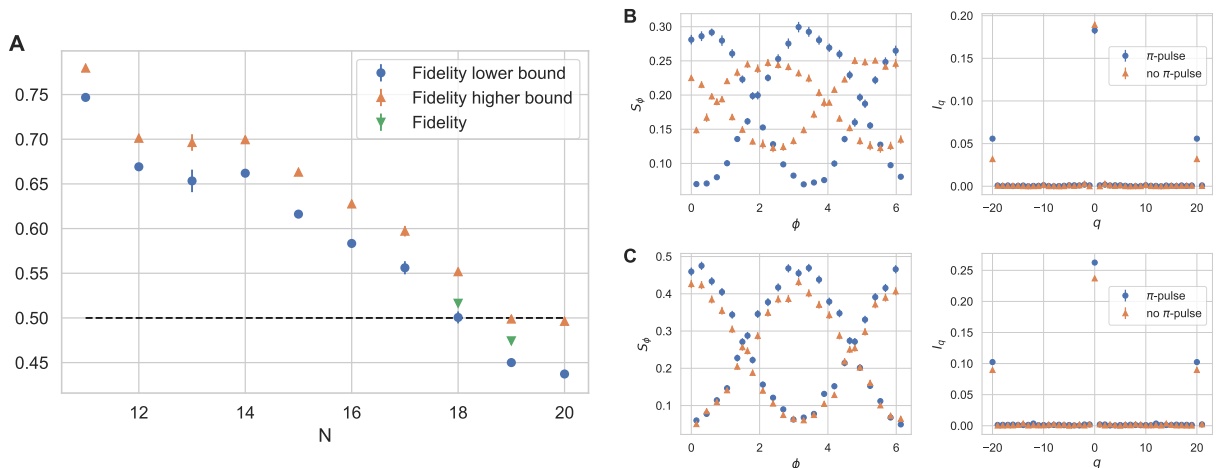 A
0.75
0.70
0.65
0.60
0.55
0.50
0.45
12
14
16
18
20
N
Fidelity lower bound
Fidelity higher bound
Fidelity
B
0.30
0.25
0.20
0.15
0.10
S_ϕ
0
2
4
6
ϕ
0.20
0.15
0.10
0.05
0.00
I_q
−20
−10
0
10
20
q
π-pulse
no π-pulse
C
0.5
0.4
0.3
0.2
0.1
S_ϕ
0
2
4
6
ϕ
0.25
0.20
0.15
0.10
0.05
0.00
I_q
−20
−10
0
10
20
q
π-pulse
no π-pulse